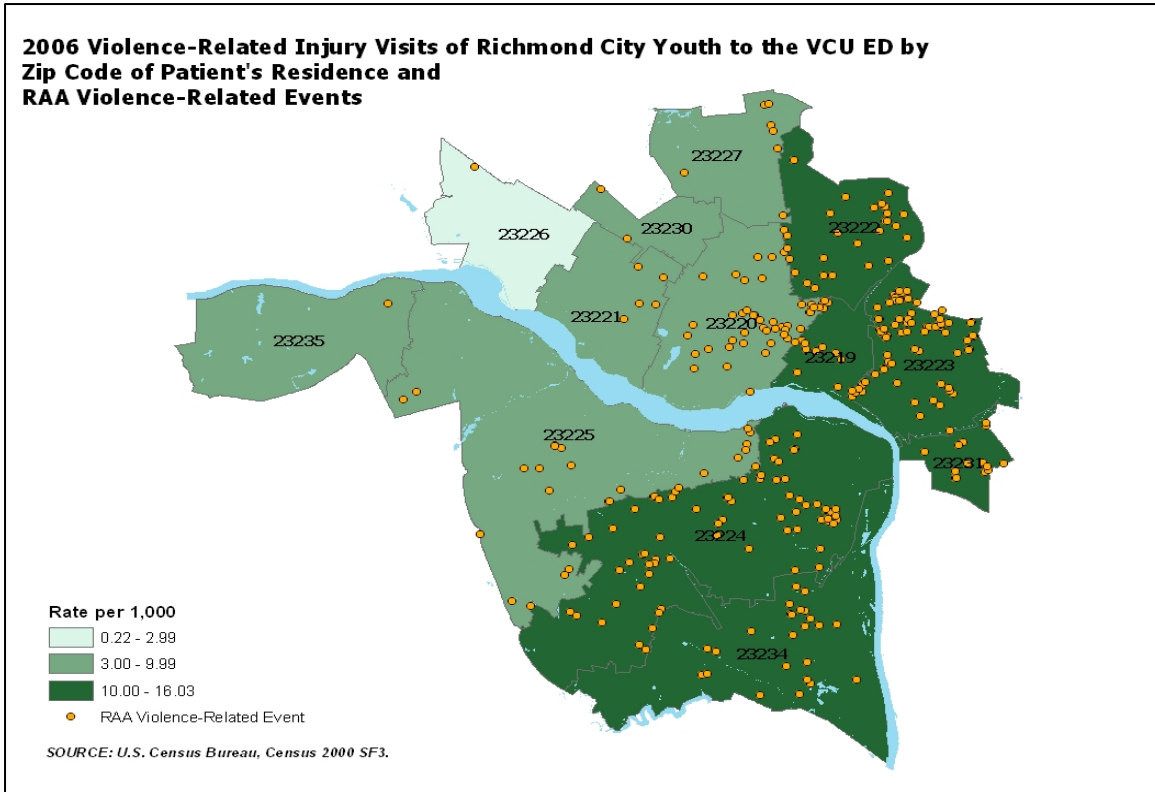 2006 Violence-Related Injury Visits of Richmond City Youth to the VCU ED by
Zip Code of Patient's Residence and
RAA Violence-Related Events
23227
23222
23226
23230
23221
23220
23235
23219
23223
23225
23231
23224
23234
Rate per 1,000
0.22 - 2.99
3.00 - 9.99
10.00 - 16.03
RAA Violence-Related Event
SOURCE: U.S. Census Bureau, Census 2000 SF3.